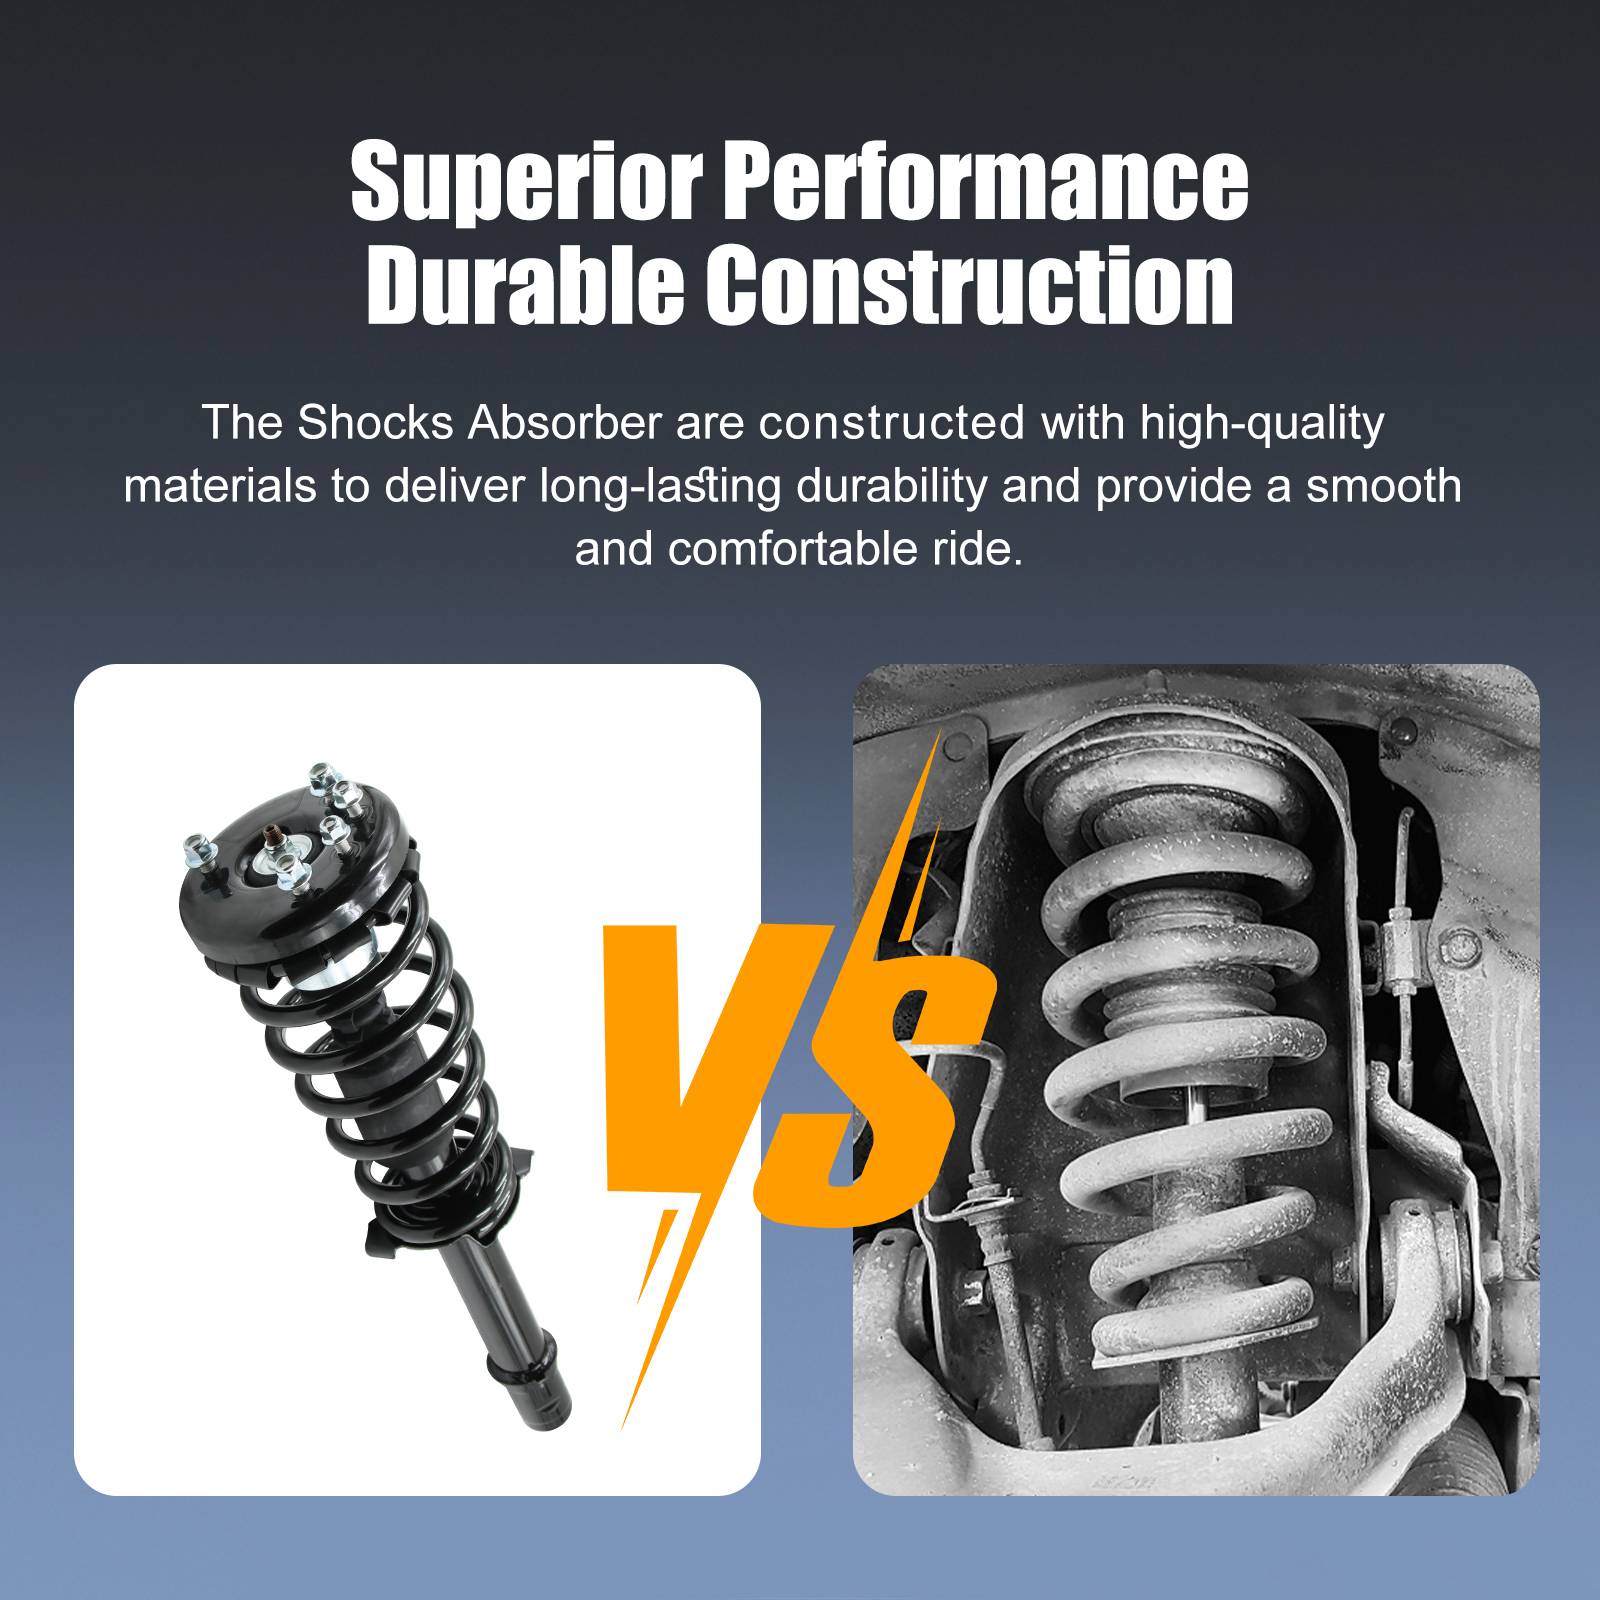 Superior Performance
Durable Construction
The Shocks Absorber are constructed with high-quality
materials to deliver long-lasting durability and provide a smooth
and comfortable ride.
VS